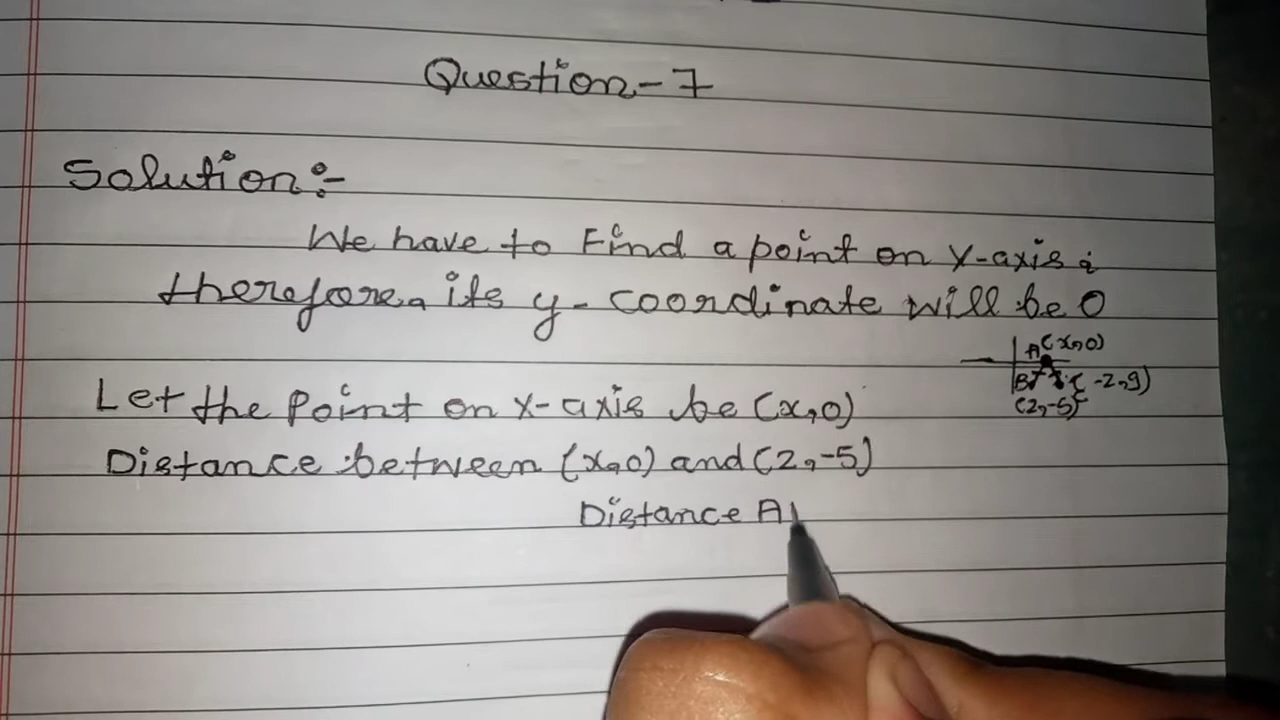 Question-7
Solution:-
We have to Find a point on X-axis
therefore, its y-coordinate will be 0
A(x,0)
B
(-2,9)
(2,-5)
Let the Point on X-axis be (x,0)
Distance between (x,0) and (2,-5)
Distance A